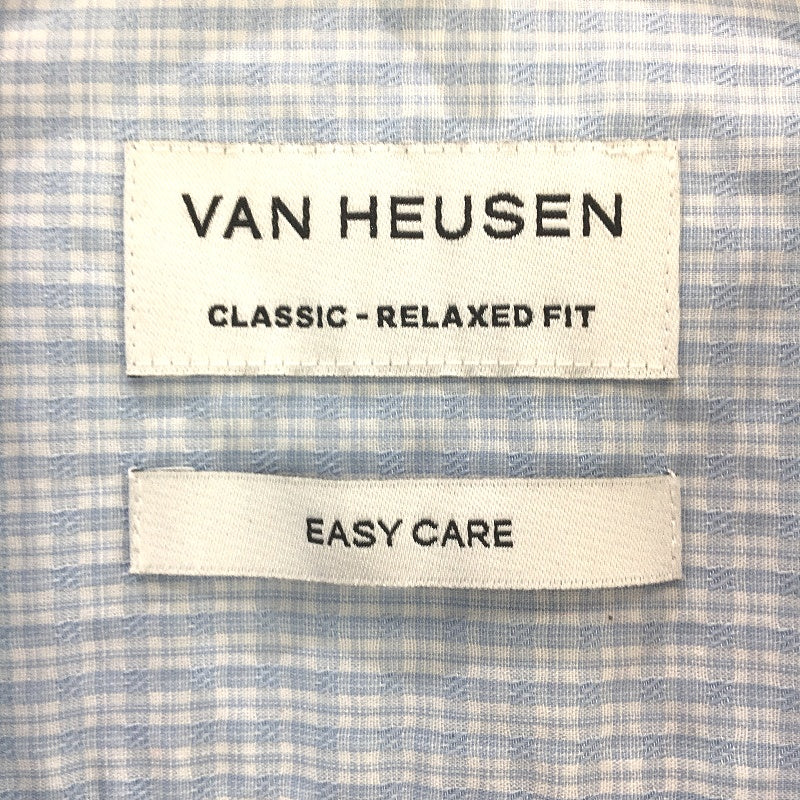 VAN HEUSEN
CLASSIC - RELAXED FIT
EASY CARE